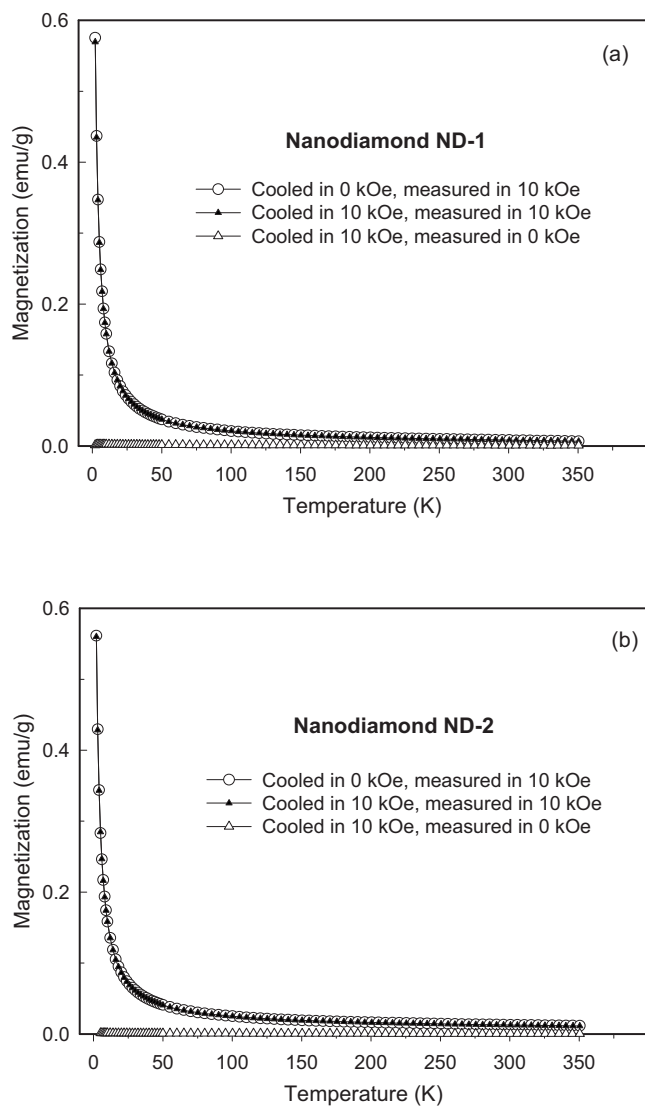 0.6
(a)
Nanodiamond ND-1
Cooled in 0 kOe, measured in 10 kOe
Cooled in 10 kOe, measured in 10 kOe
Cooled in 10 kOe, measured in 0 kOe
0.4
0.2
0.0
Magnetization (emu/g)
0 50 100 150 200 250 300 350
Temperature (K)
0.6
(b)
Nanodiamond ND-2
Cooled in 0 kOe, measured in 10 kOe
Cooled in 10 kOe, measured in 10 kOe
Cooled in 10 kOe, measured in 0 kOe
0.4
0.2
0.0
Magnetization (emu/g)
0 50 100 150 200 250 300 350
Temperature (K)